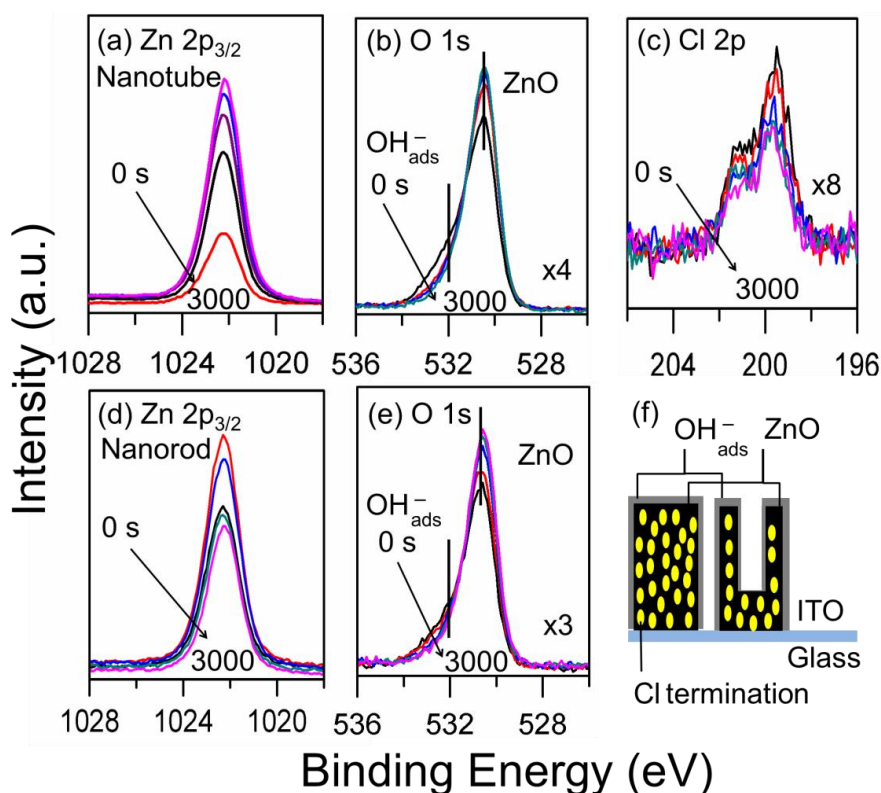 Intensity (a.u.)
(a) Zn 2p3/2
Nanotube
0 s
3000
1028 1024 1020
(b) O 1s
ZnO
OH−ads
0 s
x4
3000
536 532 528
(c) Cl 2p
x8
0 s
3000
204 200 196
(d) Zn 2p3/2
Nanorod
0 s
3000
1028 1024 1020
(e) O 1s
ZnO
OH−ads
0 s
x3
3000
536 532 528
(f)
OH−ads ZnO
ITO
Glass
Cl termination
Binding Energy (eV)